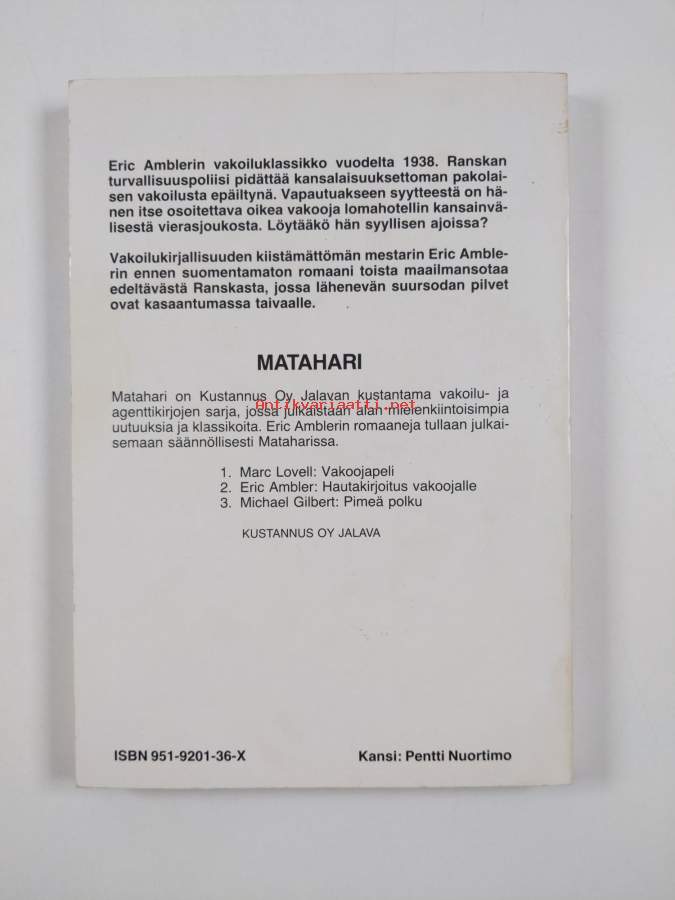 Eric Amblerin vakoiluklassikko vuodelta 1938. Ranskan
turvallisuuspoliisi pidättää kansalaisuuksettoman pakolai-
sen vakoilusta epäiltynä. Vapautuakseen syytteestä on hä-
nen itse osoitettava oikea vakooja lomahotellin kansainvä-
lisestä vierasjoukosta. Löytääkö hän syyllisen ajoissa?
Vakoilukirjallisuuden kiistämättömän mestarin Eric Amble-
rin ennen suomentamaton romaani toista maailmansotaa
edeltävästä Ranskasta, jossa lähenevän suursodan pilvet
ovat kasaantumassa taivaalle.
MATAHARI
Matahari on Kustannus Oy Jalavan kustantama vakoilu- ja
agenttikirjojen sarja, jossa julkaistaan alan mielenkiintoisimpia
Antikvariaatti.net
uutuuksia ja klassikoita. Eric Amblerin romaaneja tullaan julkai-
semaan säännöllisesti Mataharissa.
1. Marc Lovell: Vakoojapeli
2. Eric Ambler: Hautakirjoitus vakoojalle
3. Michael Gilbert: Pimeä polku
KUSTANNUS OY JALAVA
ISBN 951-9201-36-X
Kansi: Pentti Nuortimo